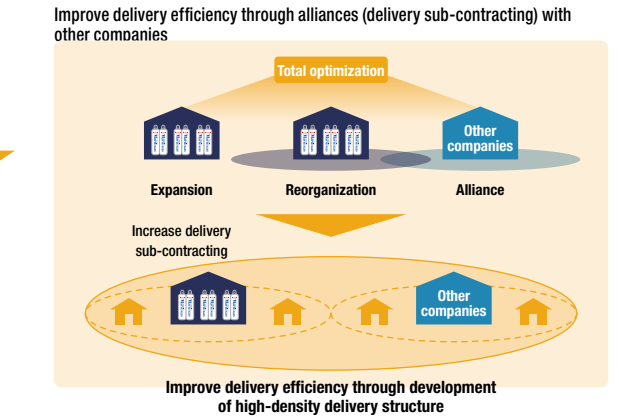 Improve delivery efficiency through alliances (delivery sub-contracting) with
other companies
Total optimization
Other
companies
Expansion
Reorganization
Alliance
Increase delivery
sub-contracting
Other
companies
Improve delivery efficiency through development
of high-density delivery structure